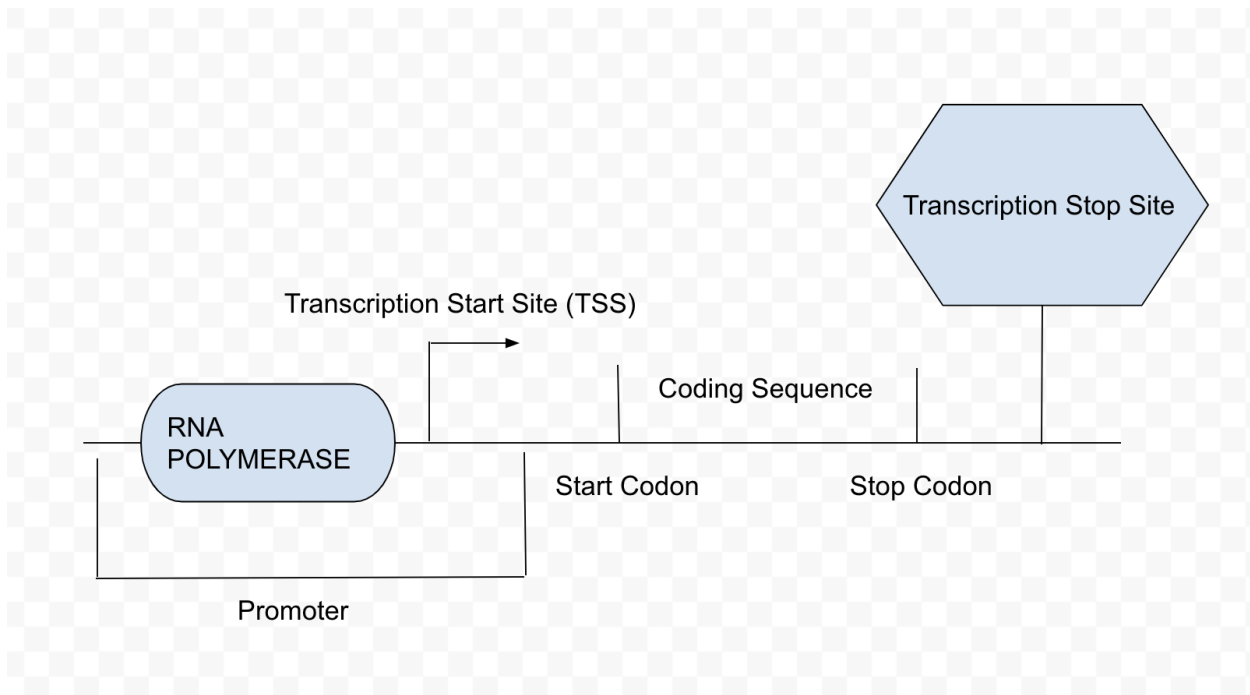 Transcription Stop Site
Transcription Start Site (TSS)
Coding Sequence
RNA
POLYMERASE
Start Codon
Stop Codon
Promoter